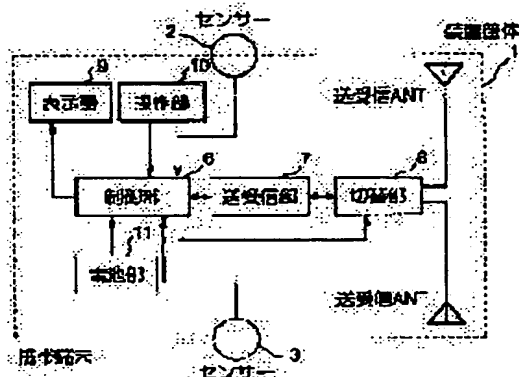 センサー
2
装置筐体
1
9
10
表示部
操作部
送受信ANT
6
7
8
制御部
送受信部
切替部
11
電池部
送受信ANT
3
センサー